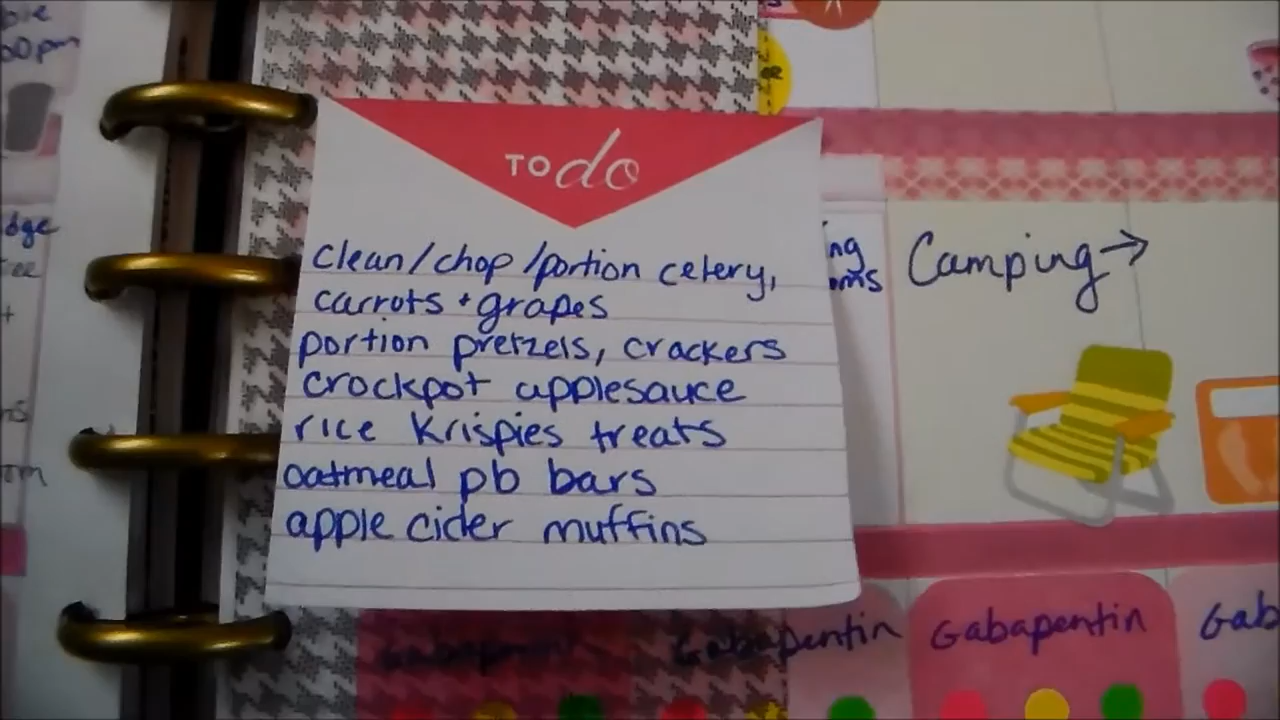 TO do
clean/chop/portion celery,
carrots + grapes
portion pretzels, crackers
crockpot applesauce
rice Krispies treats
oatmeal pb bars
apple cider muffins
Camping →
Gabapentin
Gabapentin